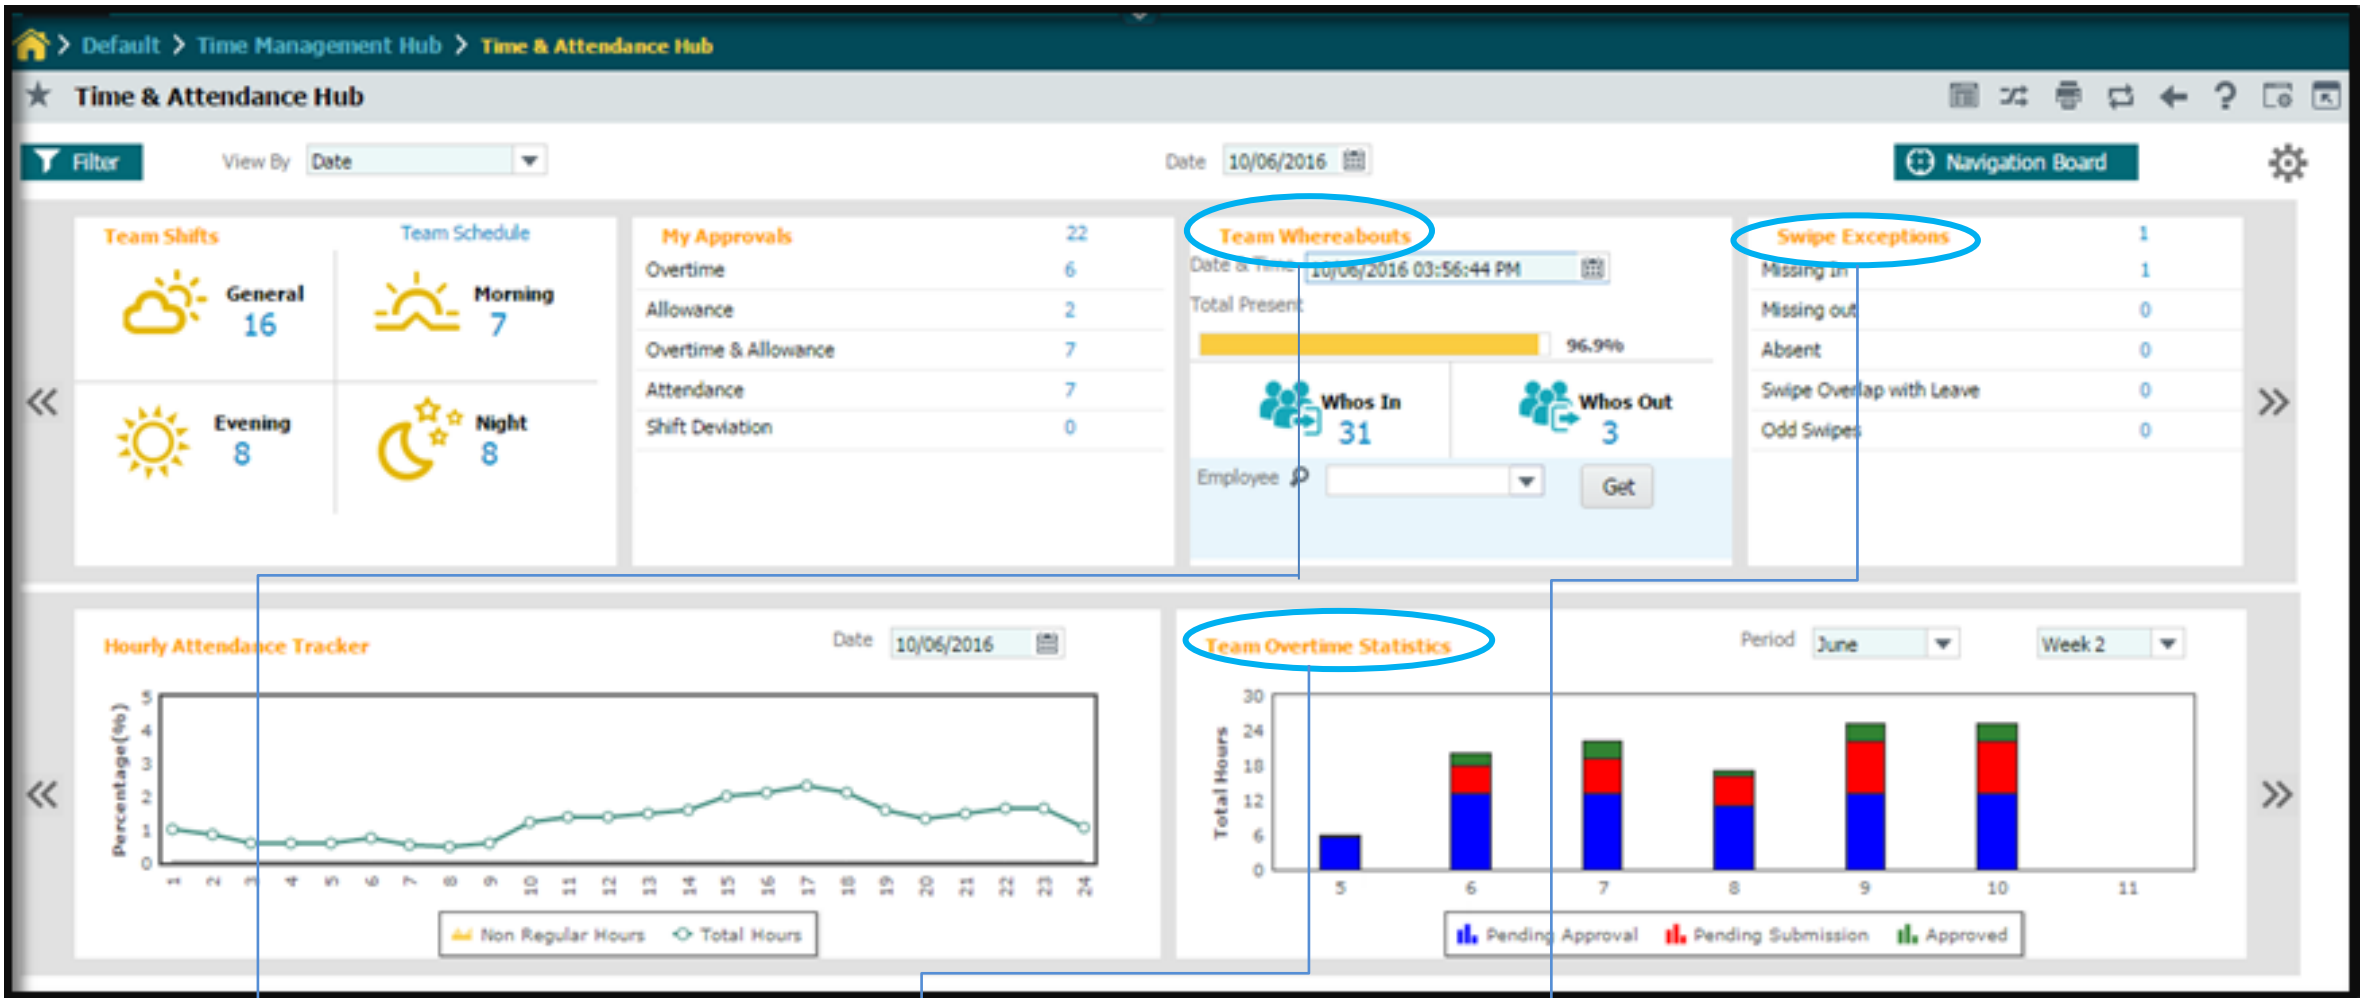 Default > Time Management Hub > Time & Attendance Hub
Time & Attendance Hub
Filter
View By Date
Date 10/06/2016
Navigation Board
Team Shifts Team Schedule
General
16
Morning
7
Evening
8
Night
8
My Approvals 22
Overtime 6
Allowance 2
Overtime & Allowance 7
Attendance 7
Shift Deviation 0
Team Whereabouts
Date & Time 10/06/2016 03:56:44 PM
Total Present
96.9%
Whos In
31
Whos Out
3
Employee Get
Swipe Exceptions 1
Missing In 1
Missing out 0
Absent 0
Swipe Overlap with Leave 0
Odd Swipes 0
Hourly Attendance Tracker Date 10/06/2016
Percentage(%)
5
4
3
2
1
0
1 2 3 4 5 6 7 8 9 10 11 12 13 14 15 16 17 18 19 20 21 22 23 24
Non Regular Hours Total Hours
Team Overtime Statistics Period June Week 2
Total Hours
30
24
18
12
6
0
5 6 7 8 9 10 11
Pending Approval Pending Submission Approved